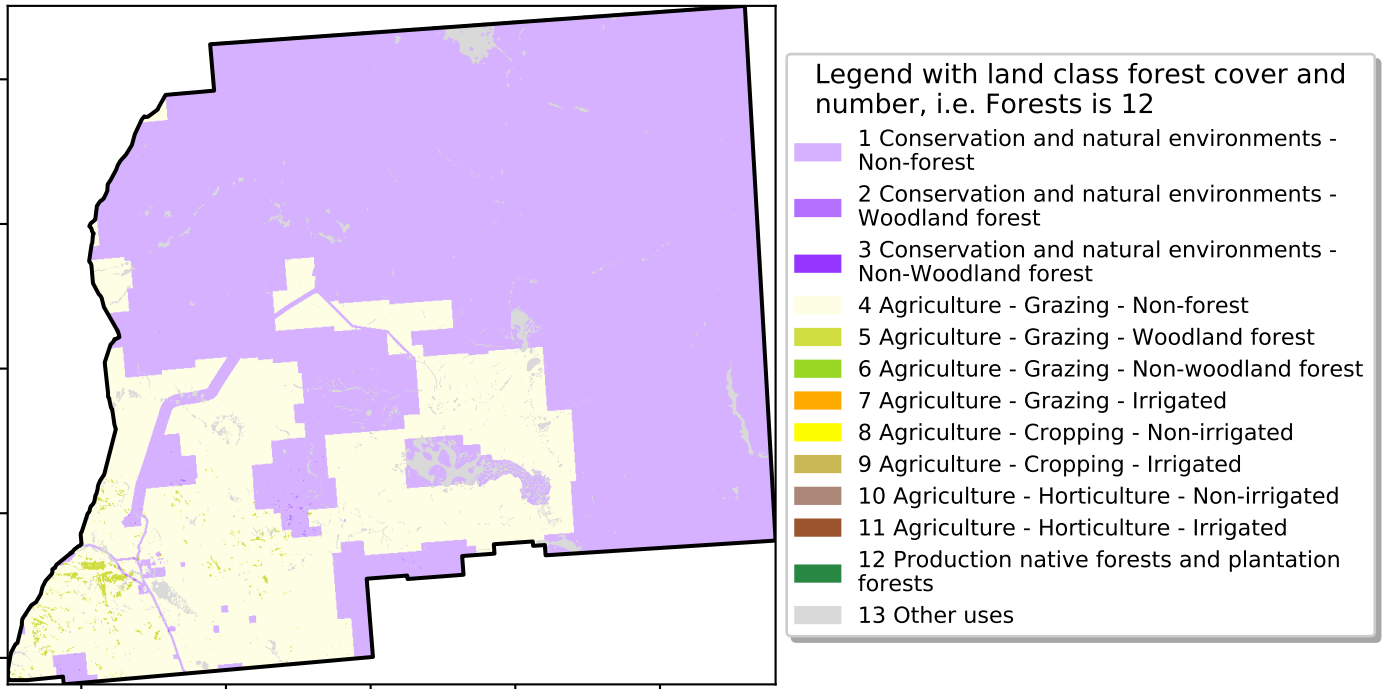 Legend with land class forest cover and
number, i.e. Forests is 12
1 Conservation and natural environments -
Non-forest
2 Conservation and natural environments -
Woodland forest
3 Conservation and natural environments -
Non-Woodland forest
4 Agriculture - Grazing - Non-forest
5 Agriculture - Grazing - Woodland forest
6 Agriculture - Grazing - Non-woodland forest
7 Agriculture - Grazing - Irrigated
8 Agriculture - Cropping - Non-irrigated
9 Agriculture - Cropping - Irrigated
10 Agriculture - Horticulture - Non-irrigated
11 Agriculture - Horticulture - Irrigated
12 Production native forests and plantation
forests
13 Other uses